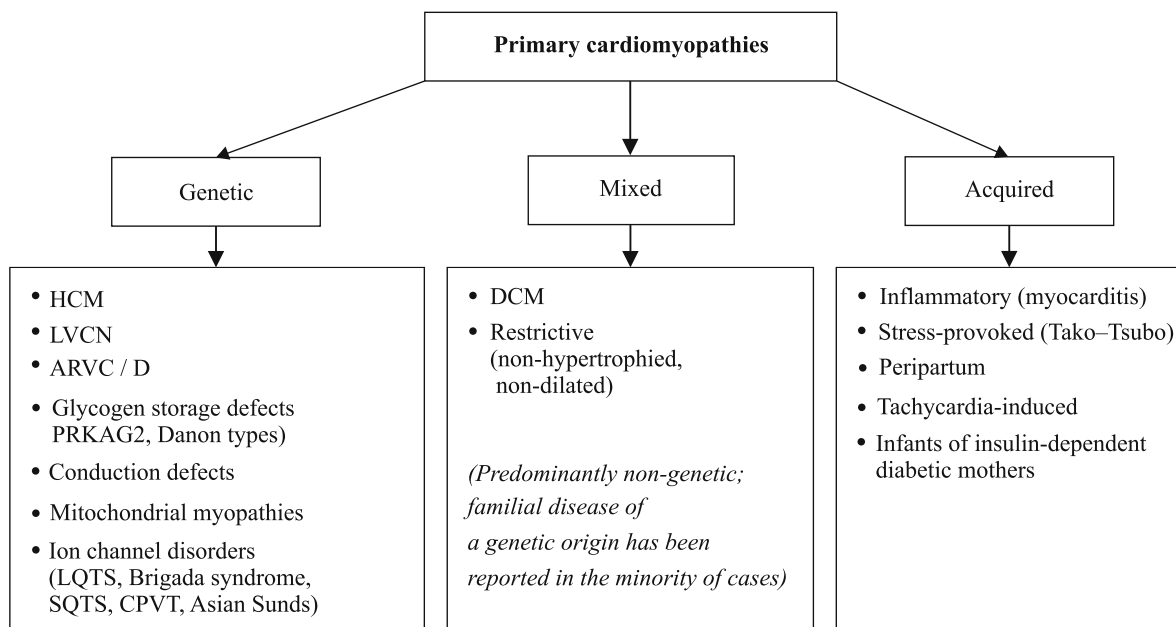 Primary cardiomyopathies
Genetic
Mixed
Acquired
• HCM
• LVCN
• ARVC / D
• Glycogen storage defects
PRKAG2, Danon types)
• Conduction defects
• Mitochondrial myopathies
• Ion channel disorders
(LQTS, Brigada syndrome,
SQTS, CPVT, Asian Sunds)
• DCM
• Restrictive
(non-hypertrophied,
non-dilated)
(Predominantly non-genetic;
familial disease of
a genetic origin has been
reported in the minority of cases)
• Inflammatory (myocarditis)
• Stress-provoked (Tako–Tsubo)
• Peripartum
• Tachycardia-induced
• Infants of insulin-dependent
diabetic mothers